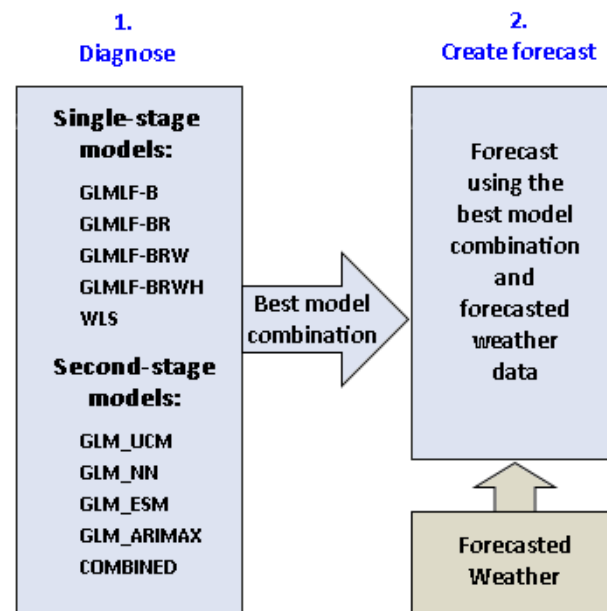 1.
Diagnose
Single-stage
models:
GLMLF-B
GLMLF-BR
GLMLF-BRW
GLMLF-BRWH
WLS
Second-stage
models:
GLM_UCM
GLM_NN
GLM_ESM
GLM_ARIMAX
COMBINED
Best model
combination
2.
Create forecast
Forecast
using the
best model
combination
and
forecasted
weather
data
Forecasted
Weather